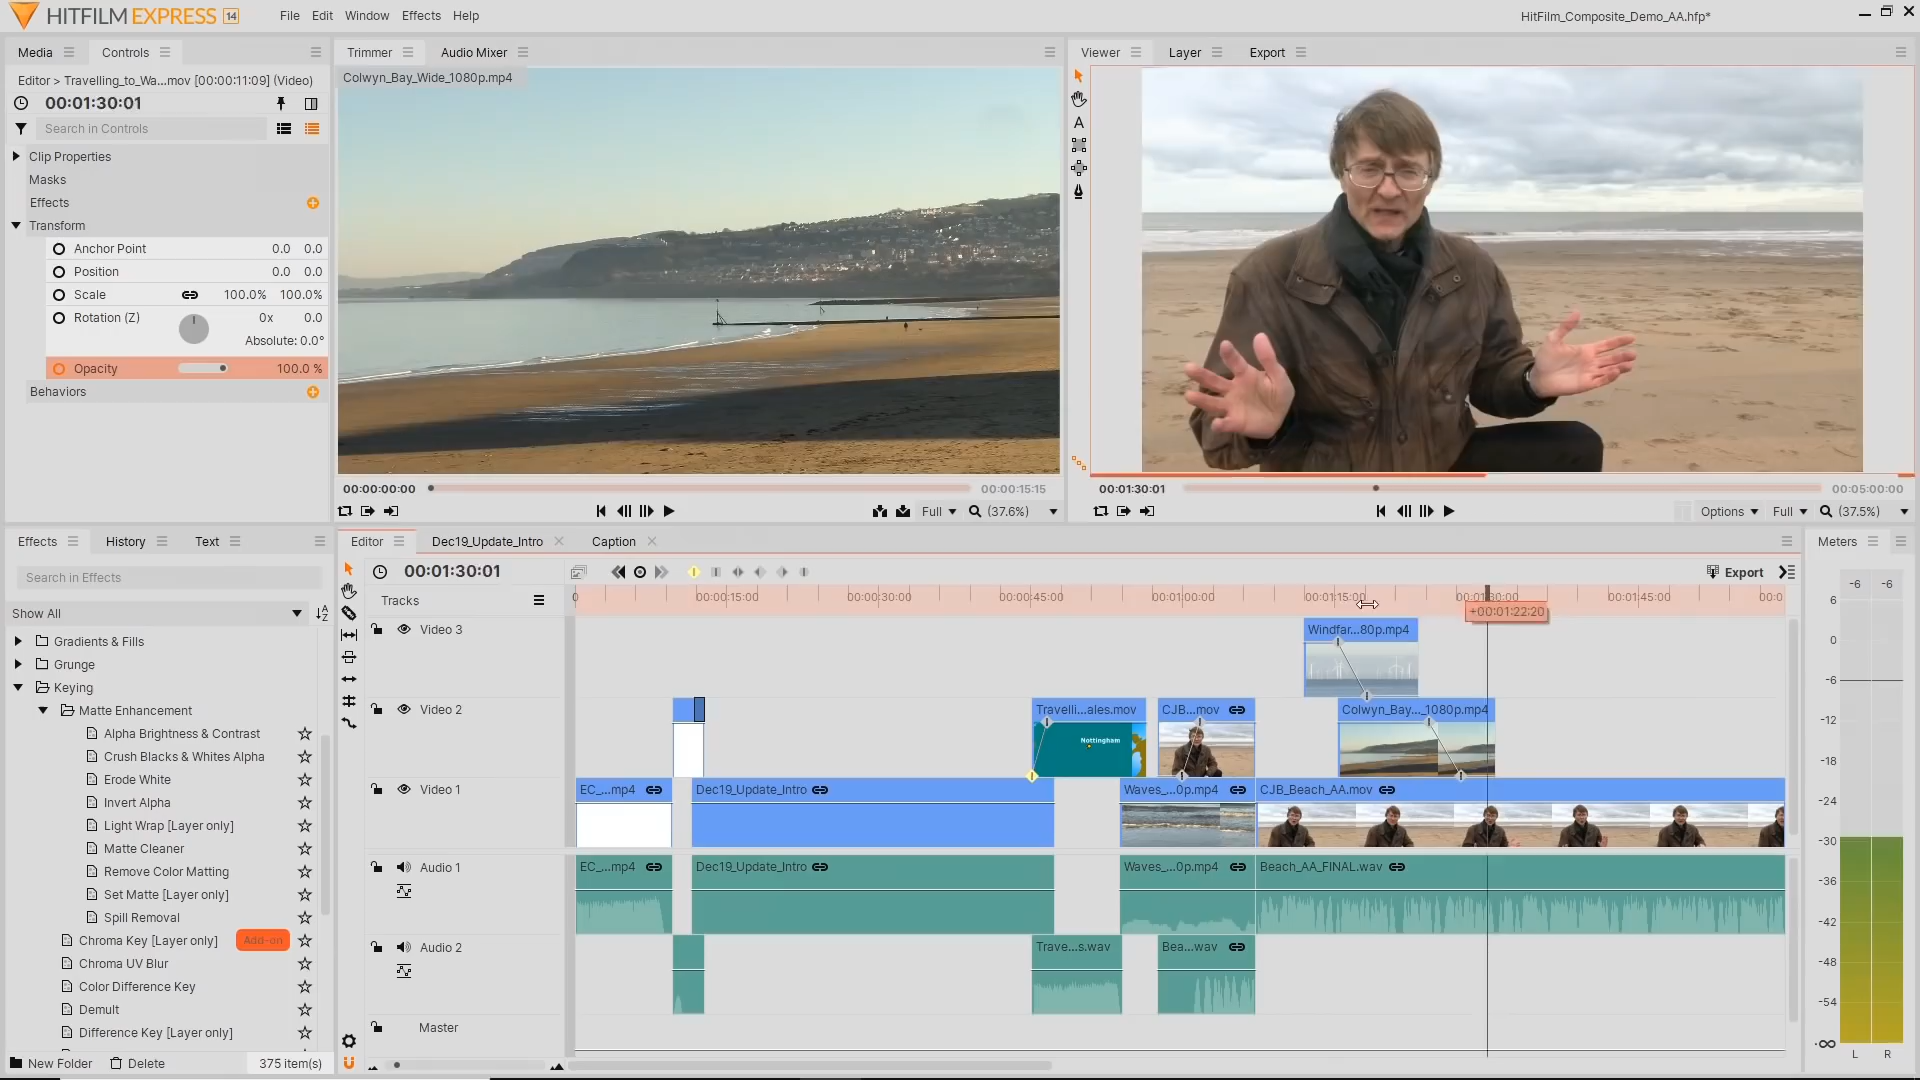 HITFILM EXPRESS 14
File Edit Window Effects Help
HitFilm_Composite_Demo_AA.hfp*
Media Controls
Editor > Travelling_to_Wa...mov [00:00:11:09] (Video)
00:01:30:01
Search in Controls
Clip Properties
Masks
Effects
Transform
Anchor Point 0.0 0.0
Position 0.0 0.0
Scale 100.0% 100.0%
Rotation (Z) 0x 0.0
Absolute: 0.0°
Opacity 100.0 %
Behaviors
Trimmer Audio Mixer
Colwyn_Bay_Wide_1080p.mp4
00:00:00:00 00:00:15:15
Full (37.6%)
Viewer Layer Export
A
00:01:30:01 00:05:00:00
Options Full (37.5%)
Effects History Text
Search in Effects
Show All
Gradients & Fills
Grunge
Keying
Matte Enhancement
Alpha Brightness & Contrast
Crush Blacks & Whites Alpha
Erode White
Invert Alpha
Light Wrap [Layer only]
Matte Cleaner
Remove Color Matting
Set Matte [Layer only]
Spill Removal
Chroma Key [Layer only] Add-on
Chroma UV Blur
Color Difference Key
Demult
Difference Key [Layer only]
New Folder Delete 375 item(s)
Editor Dec19_Update_Intro Caption
00:01:30:01 Export
Tracks 0 00:00:15:00 00:00:30:00 00:00:45:00 00:01:00:00 00:01:15:00 00:01:30:00 00:01:45:00 00:0
+00:01:22:20
Video 3 Windfar...80p.mp4
Video 2 Travelli...ales.mov CJB...mov Colwyn_Bay..._1080p.mp4
Nottingham
Video 1 EC_...mp4 Dec19_Update_Intro Waves_...0p.mp4 CJB_Beach_AA.mov
Audio 1 EC_...mp4 Dec19_Update_Intro Waves_...0p.mp4 Beach_AA_FINAL.wav
Audio 2 Trave...s.wav Bea...wav
Master
Meters
-6 -6
6
0
-6
-12
-18
-24
-30
-36
-42
-48
-54
-∞
L R